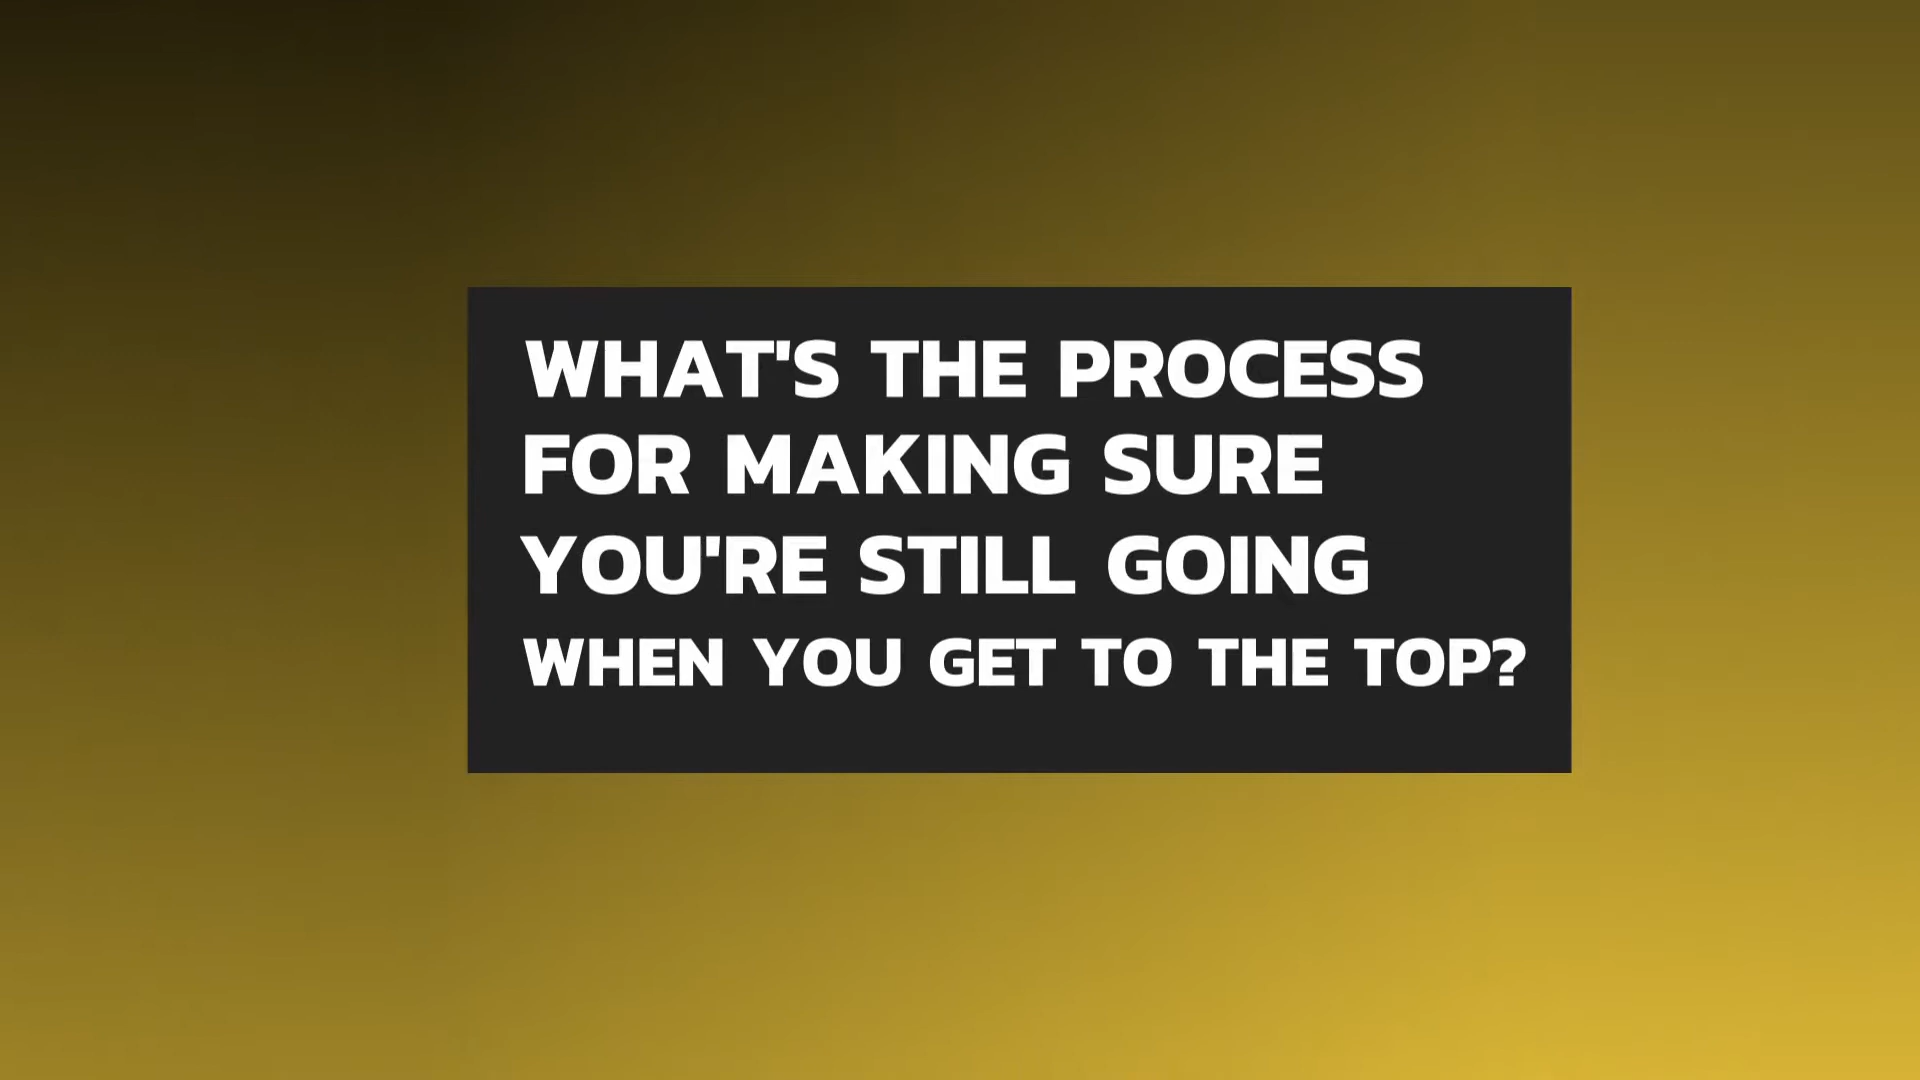 WHAT'S THE PROCESS
FOR MAKING SURE
YOU'RE STILL GOING
WHEN YOU GET TO THE TOP?